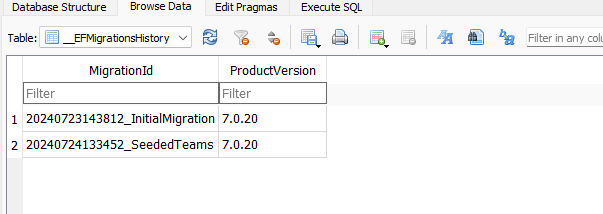 Database Structure Browse Data Edit Pragmas Execute SQL
Table: __EFMigrationsHistory Filter in any colu
MigrationId ProductVersion
Filter Filter
1 20240723143812_InitialMigration 7.0.20
2 20240724133452_SeededTeams 7.0.20